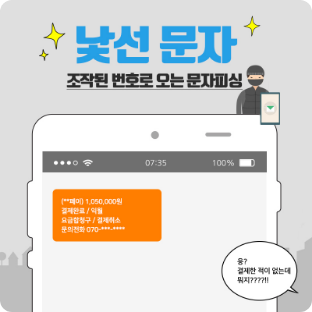 낯선 문자
조작된 번호로 오는 문자피싱
07:35
100%
(**페이) 1,050,000원
결제완료 / 익월
요금합청구 / 결제취소
문의전화 070-***-****
응?
결제한 적이 없는데
뭐지????!!